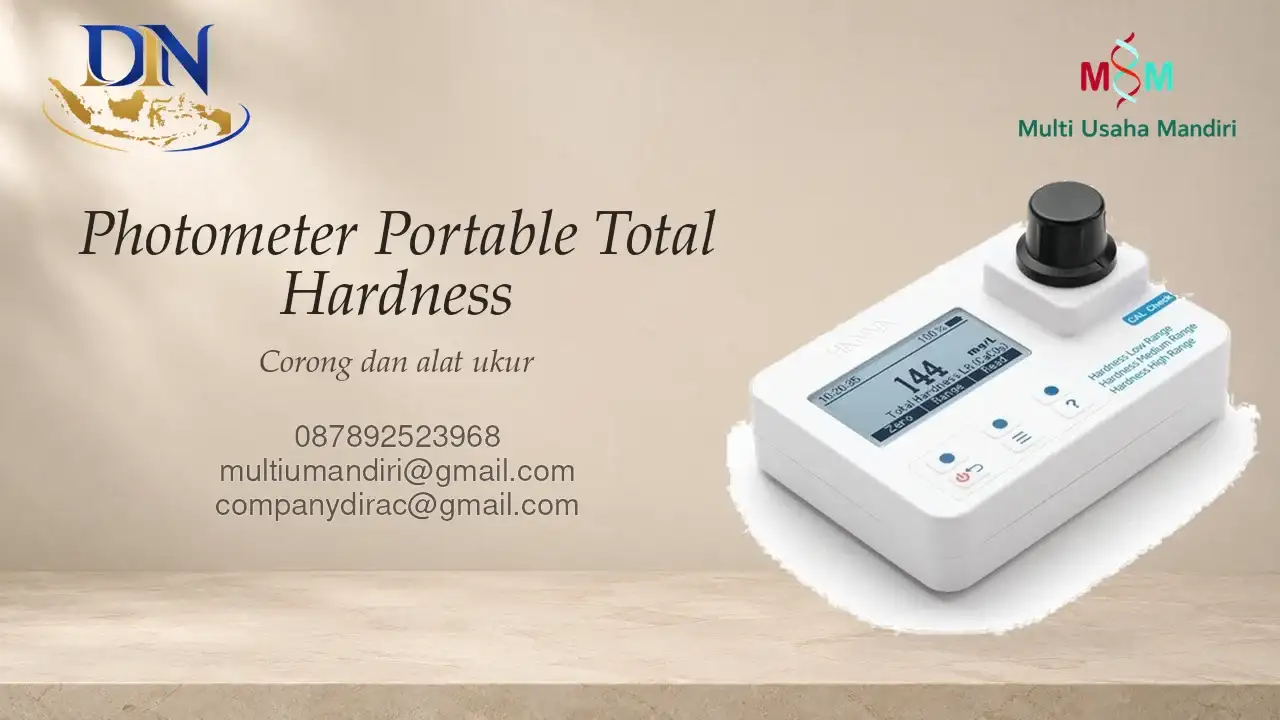 DIN
M M
Multi Usaha Mandiri
Photometer Portable Total
Hardness
Corong dan alat ukur
087892523968
multiumandiri@gmail.com
companydirac@gmail.com
HANNA
CAL Check
Hardness Low Range
Hardness Medium Range
Hardness High Range
10:20:35
100 %
144 mg/L
Total Hardness LR (CaCO₃)
Zero Range Read
?